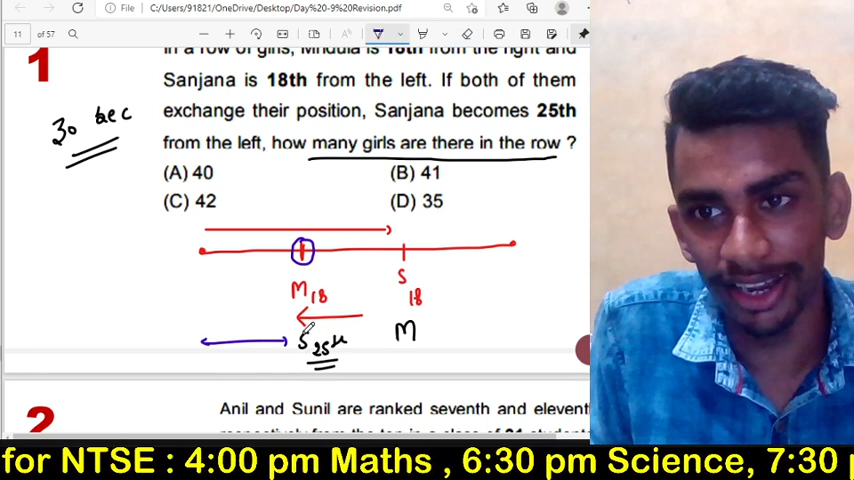 C:/Users/91821/OneDrive/Desktop/Day%20-9%20Revision.pdf
11 of 57
1
In a row of girls, Mridula is 18th from the right and
Sanjana is 18th from the left. If both of them
exchange their position, Sanjana becomes 25th
from the left, how many girls are there in the row ?
30 sec
(A) 40 (B) 41
(C) 42 (D) 35
M 18
S 18
S 25th
M
2
Anil and Sunil are ranked seventh and eleventh
for NTSE : 4:00 pm Maths , 6:30 pm Science, 7:30 p